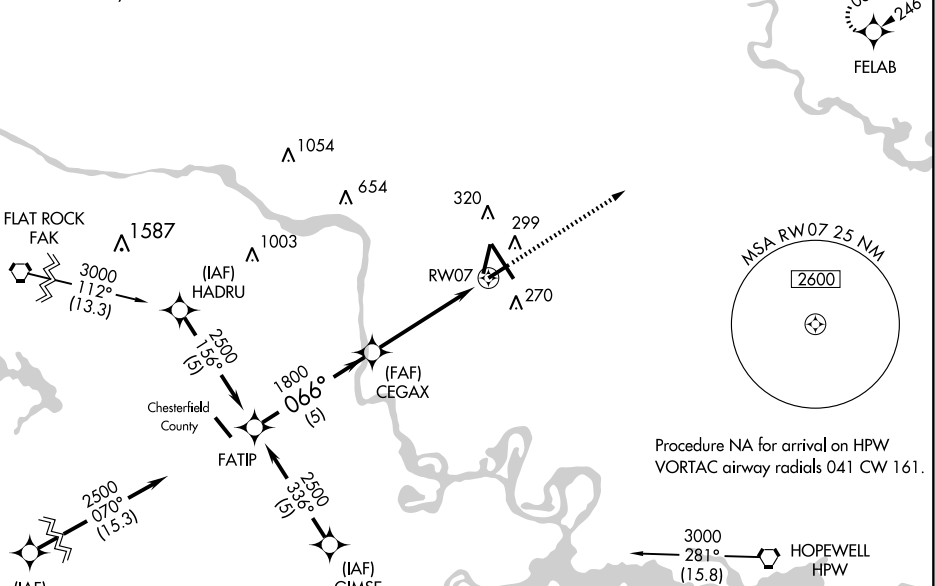 246
FELAB
1054
654
320
299
FLAT ROCK
FAK
1587
1003
3000
112°
(13.3)
(IAF)
HADRU
RW07
270
MSA RW07 25 NM
2600
2500
156°
(5)
1800
066°
(5)
(FAF)
CEGAX
Chesterfield
County
FATIP
Procedure NA for arrival on HPW
VORTAC airway radials 041 CW 161.
2500
070°
(15.3)
2500
336°
(5)
3000
281°
(15.8)
HOPEWELL
HPW
(IAF)
(IAF)